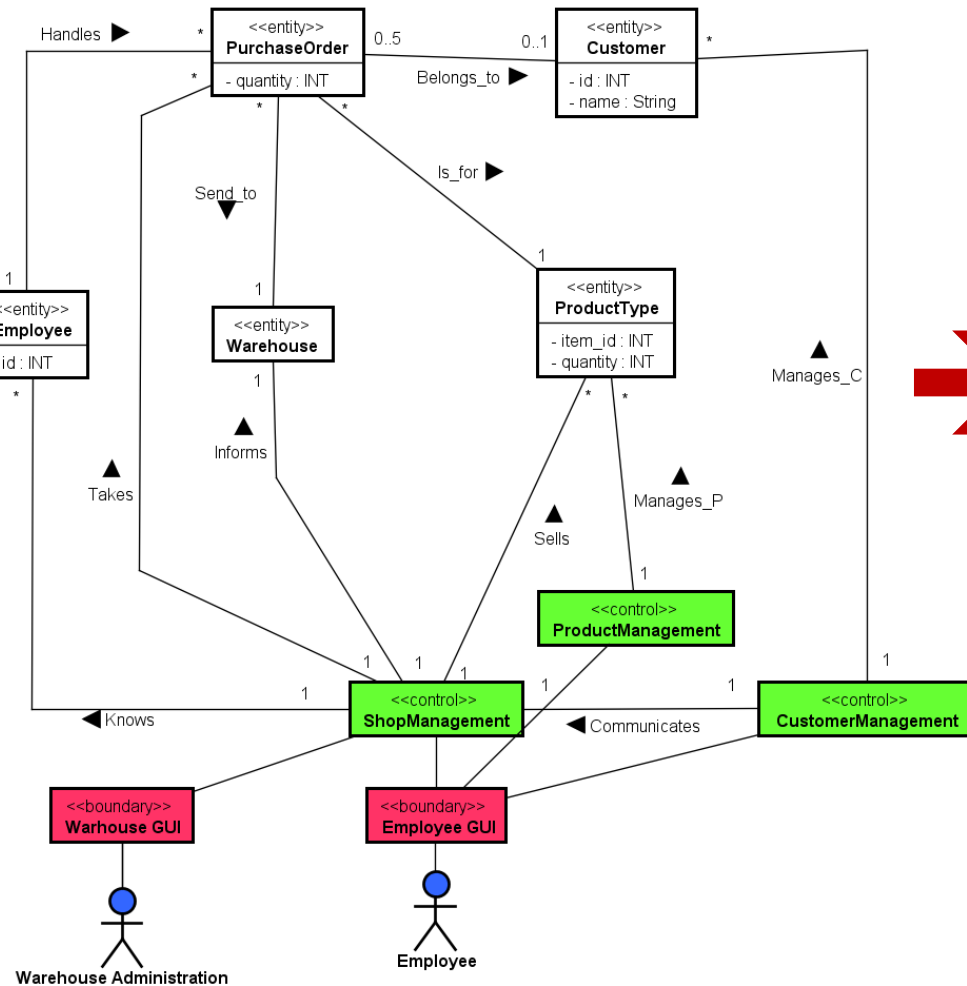 Handles
*
<<entity>>
PurchaseOrder
- quantity : INT
0..5
0..1
Belongs_to
<<entity>>
Customer
- id : INT
- name : String
*
*
*
*
Is_for
Send_to
1
1
1
<<entity>>
Employee
id : INT
*
<<entity>>
Warehouse
1
<<entity>>
ProductType
- item_id : INT
- quantity : INT
*
*
Manages_C
Informs
Takes
Manages_P
Sells
1
<<control>>
ProductManagement
1
1
1
1
1
1
1
<<control>>
ShopManagement
Knows
Communicates
<<control>>
CustomerManagement
<<boundary>>
Warhouse GUI
<<boundary>>
Employee GUI
Warehouse Administration
Employee